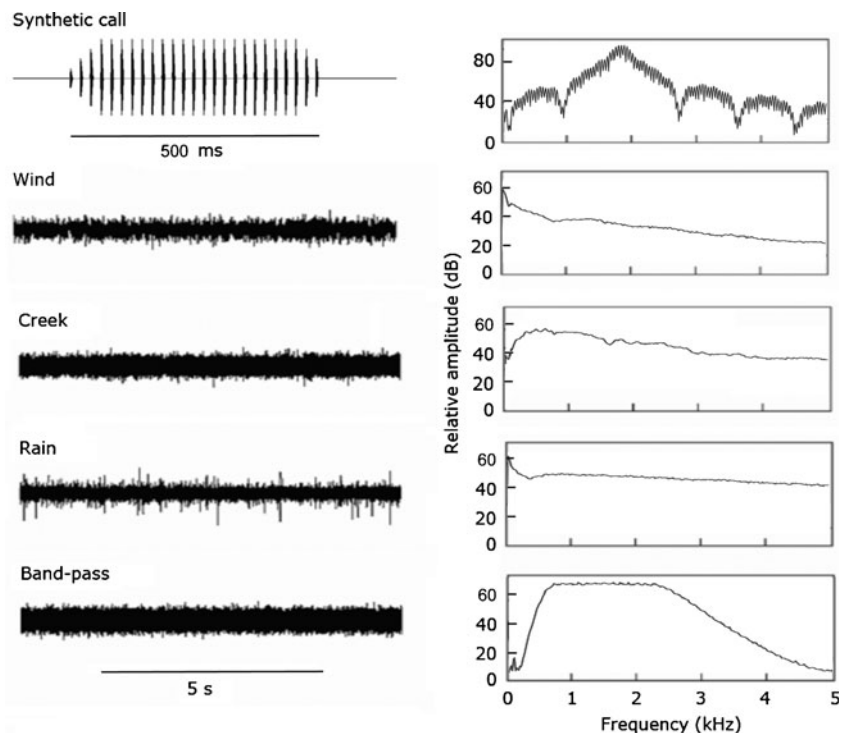 Synthetic call
500 ms
80
40
0
Wind
60
40
20
0
Creek
60
40
20
0
Rain
60
40
20
0
Band-pass
60
40
20
0
5 s
0 1 2 3 4 5
Frequency (kHz)
Relative amplitude (dB)